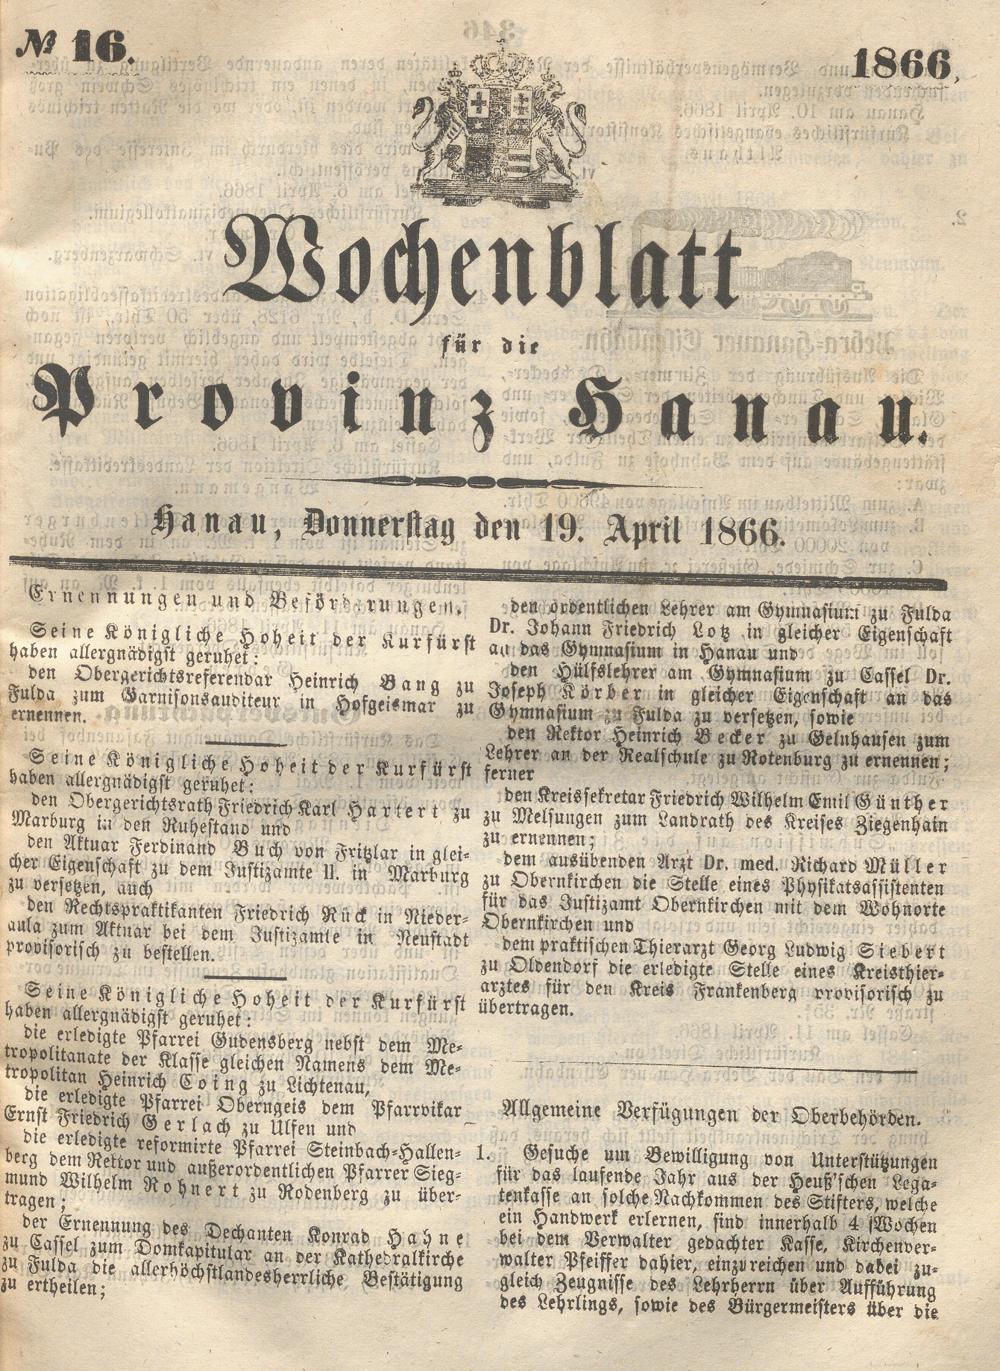 № 16.
1866.
Wochenblatt
für die
Provinz Hanau.
Hanau, Donnerstag den 19. April 1866.
Ernennungen und Beförderungen.
Seine Königliche Hoheit der Kurfürst
haben allergnädigst geruhet:
den Obergerichtsreferendar Heinrich Bang zu
Fulda zum Garnisonsauditeur in Hofgeismar zu
ernennen.
Seine Königliche Hoheit der Kurfürst
haben allergnädigst geruhet:
den Obergerichtsrath Friedrich Karl Harteri zu
Marburg in den Ruhestand und
den Aktuar Ferdinand Buch von Fritzlar in glei-
cher Eigenschaft zu dem Justizamte II. in Marburg
zu versetzen, auch
den Rechtspraktikanten Friedrich Rück in Nieder-
aula zum Aktuar bei dem Justizamte in Neustadt
provisorisch zu bestellen.
Seine Königliche Hoheit der Kurfürst
haben allergnädigst geruhet:
die erledigte Pfarrei Gudensberg nebst dem Me-
tropolitanate der Klasse gleichen Namens dem Me-
tropolitan Heinrich Coing zu Lichtenau,
die erledigte Pfarrei Oberngeis dem Pfarrvikar
Ernst Friedrich Gerlach zu Ulfen und
die erledigte reformirte Pfarrei Steinbach-Hallen-
berg dem Rektor und außerordentlichen Pfarrer Sieg-
mund Wilhelm Rohnert zu Rodenberg zu über-
tragen;
der Ernennung des Dechanten Konrad Hahne
zu Cassel zum Domkapitular an der Kathedralkirche
zu Fulda die allerhöchstlandesherrliche Bestätigung
zu ertheilen;
den ordentlichen Lehrer am Gymnasium zu Fulda
Dr. Johann Friedrich Lotz in gleicher Eigenschaft
an das Gymnasium in Hanau und
den Hülfslehrer am Gymnasium zu Cassel Dr.
Joseph Körber in gleicher Eigenschaft an das
Gymnasium zu Fulda zu versetzen, sowie
den Rektor Heinrich Becker zu Gelnhausen zum
Lehrer an der Realschule zu Rotenburg zu ernennen;
ferner
den Kreissekretar Friedrich Wilhelm Emil Günther
zu Melsungen zum Landrath des Kreises Ziegenhain
zu ernennen;
dem ausübenden Arzt Dr. med. Richard Müller
zu Obernkirchen die Stelle eines Physikatsassistenten
für das Justizamt Obernkirchen mit dem Wohnorte
Obernkirchen und
dem praktischen Thierarzt Georg Ludwig Siebert
zu Oldendorf die erledigte Stelle eines Kreisthier-
arztes für den Kreis Frankenberg provisorisch zu
übertragen.
Allgemeine Verfügungen der Oberbehörden.
1. Gesuche um Bewilligung von Unterstützungen
für das laufende Jahr aus der Heuß'schen Lega-
tenkasse an solche Nachkommen des Stifters, welche
ein Handwerk erlernen, sind innerhalb 4 Wochen
bei dem Verwalter gedachter Kasse, Kirchenver-
walter Pfeiffer dahier, einzureichen und dabei zu-
gleich Zeugnisse des Lehrherrn über Aufführung
des Lehrlings, sowie des Bürgermeisters über die